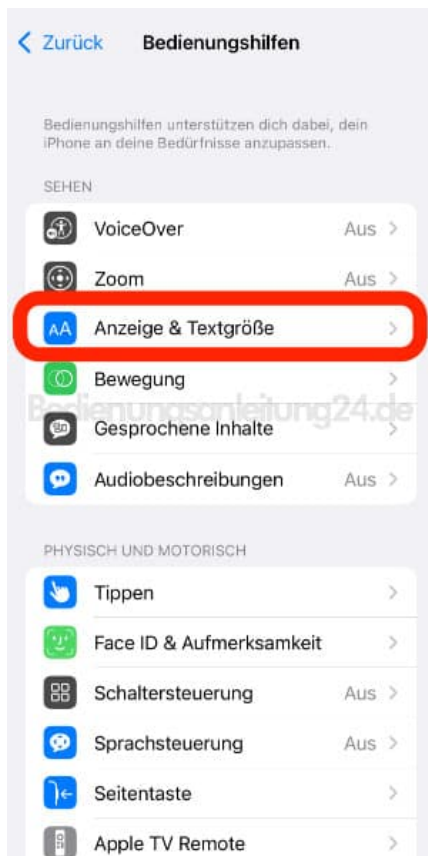 Zurück Bedienungshilfen
Bedienungshilfen unterstützen dich dabei, dein
iPhone an deine Bedürfnisse anzupassen.
SEHEN
VoiceOver Aus
Zoom Aus
AA Anzeige & Textgröße
Bewegung
Bedienungsanleitung24.de
Gesprochene Inhalte
Audiobeschreibungen Aus
PHYSISCH UND MOTORISCH
Tippen
Face ID & Aufmerksamkeit
Schaltersteuerung Aus
Sprachsteuerung Aus
Seitentaste
Apple TV Remote